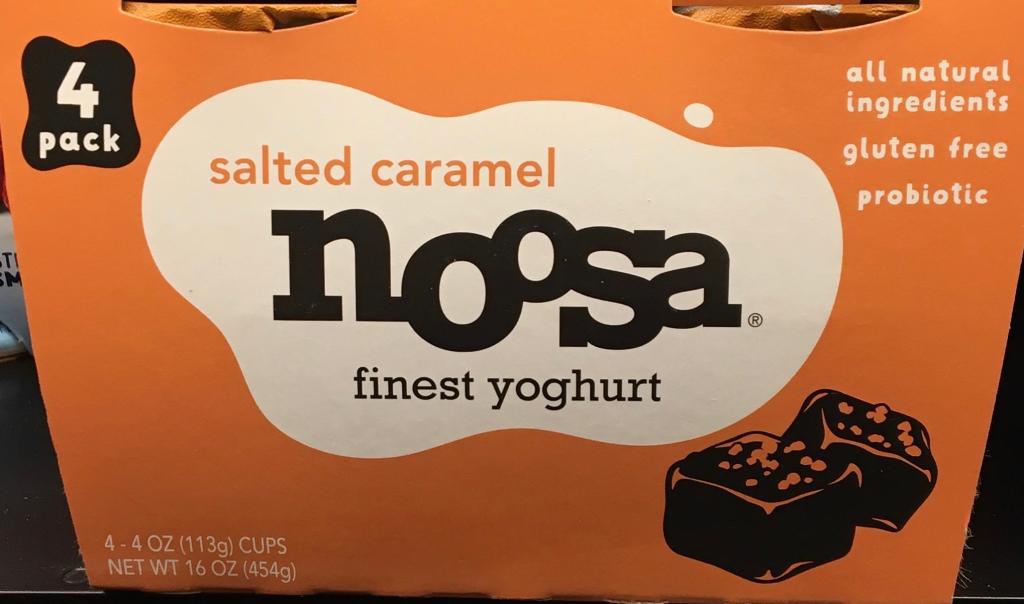 4
pack
all natural
ingredients
gluten free
probiotic
salted caramel
noosa®
finest yoghurt
4 - 4 OZ (113g) CUPS
NET WT 16 OZ (454g)